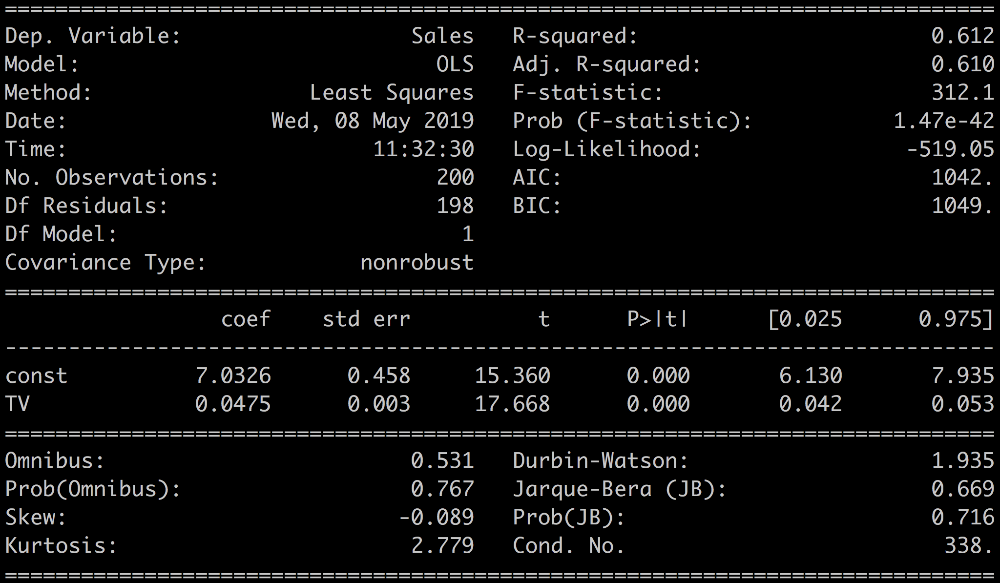 ==============================================================================
Dep. Variable:                  Sales   R-squared:                       0.612
Model:                            OLS   Adj. R-squared:                  0.610
Method:                 Least Squares   F-statistic:                     312.1
Date:                Wed, 08 May 2019   Prob (F-statistic):           1.47e-42
Time:                        11:32:30   Log-Likelihood:                -519.05
No. Observations:                 200   AIC:                             1042.
Df Residuals:                     198   BIC:                             1049.
Df Model:                           1
Covariance Type:            nonrobust
==============================================================================
                 coef    std err          t      P>|t|      [0.025      0.975]
------------------------------------------------------------------------------
const          7.0326      0.458     15.360      0.000       6.130       7.935
TV             0.0475      0.003     17.668      0.000       0.042       0.053
==============================================================================
Omnibus:                        0.531   Durbin-Watson:                   1.935
Prob(Omnibus):                  0.767   Jarque-Bera (JB):                0.669
Skew:                          -0.089   Prob(JB):                        0.716
Kurtosis:                       2.779   Cond. No.                         338.
==============================================================================